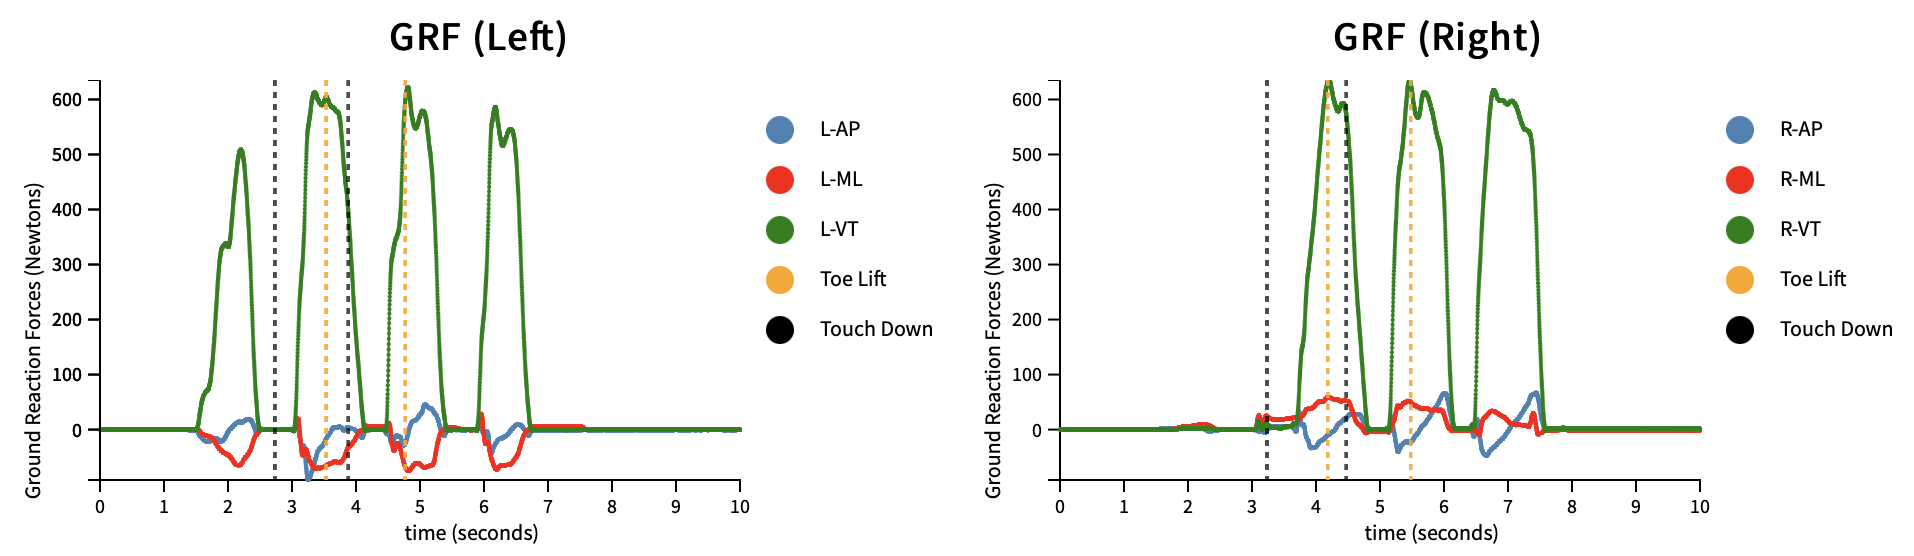 GRF (Left)
Ground Reaction Forces (Newtons)
600
500
400
300
200
100
0
0 1 2 3 4 5 6 7 8 9 10
time (seconds)
L-AP
L-ML
L-VT
Toe Lift
Touch Down
GRF (Right)
Ground Reaction Forces (Newtons)
600
500
400
300
200
100
0
0 1 2 3 4 5 6 7 8 9 10
time (seconds)
R-AP
R-ML
R-VT
Toe Lift
Touch Down